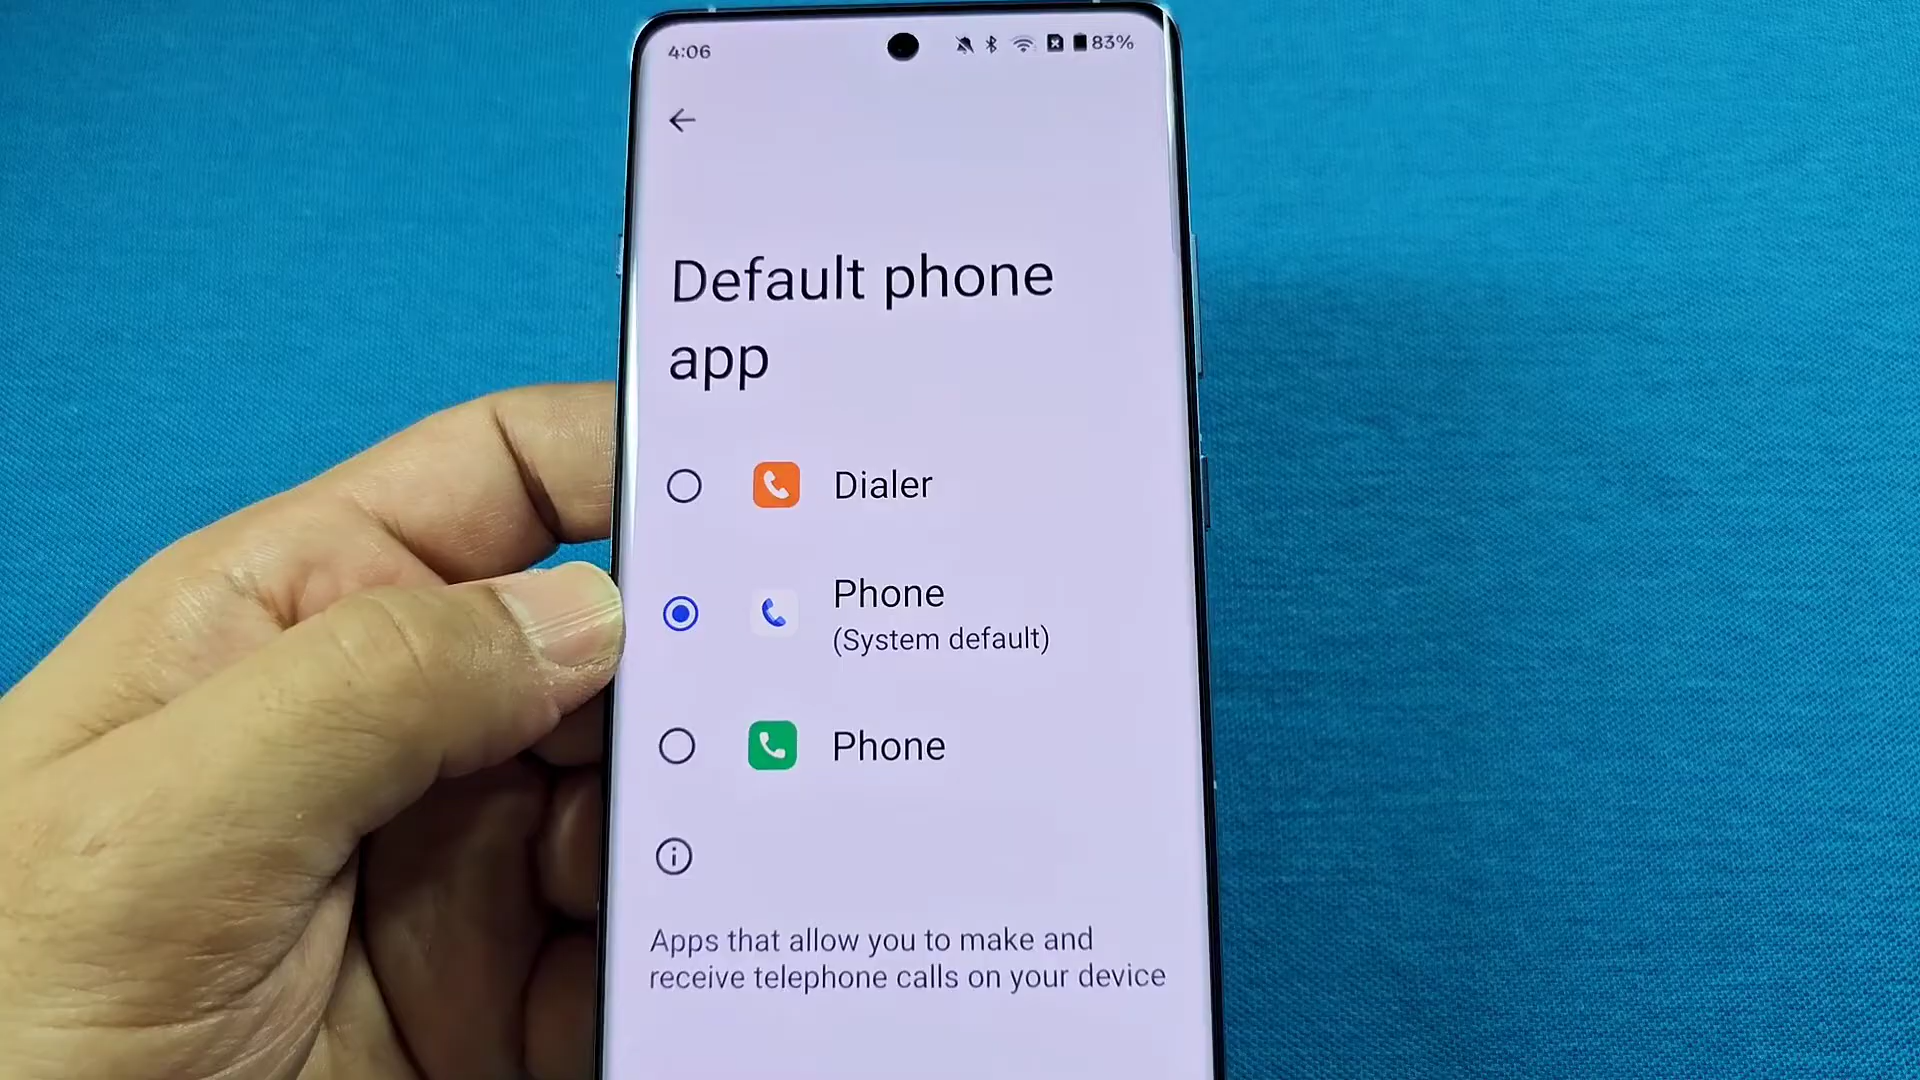 4:06
83%
Default phone
app
Dialer
Phone
(System default)
Phone
Apps that allow you to make and
receive telephone calls on your device